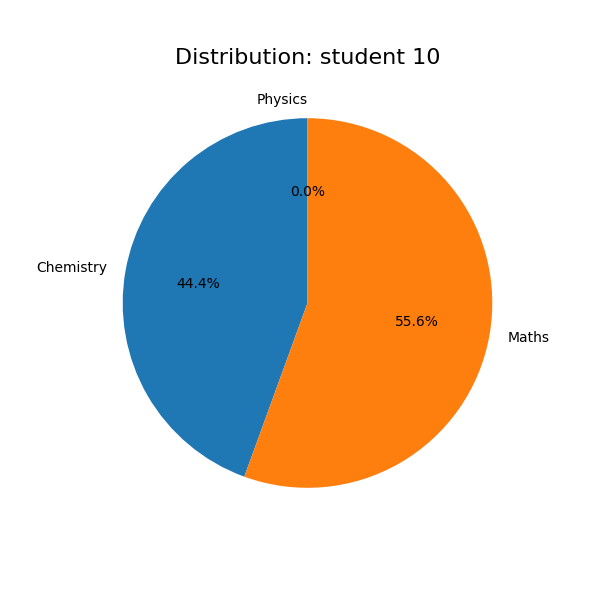 Distribution: student 10
Physics
0.0%
Chemistry
44.4%
55.6%
Maths